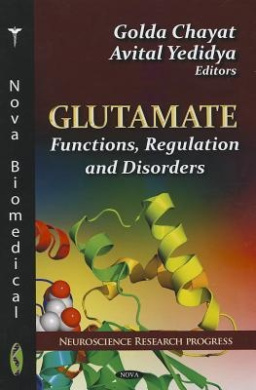 Golda Chayat
Avital Yedidya
Editors
GLUTAMATE
Functions, Regulation
and Disorders
Nova Biomedical
NEUROSCIENCE RESEARCH PROGRESS
NOVA